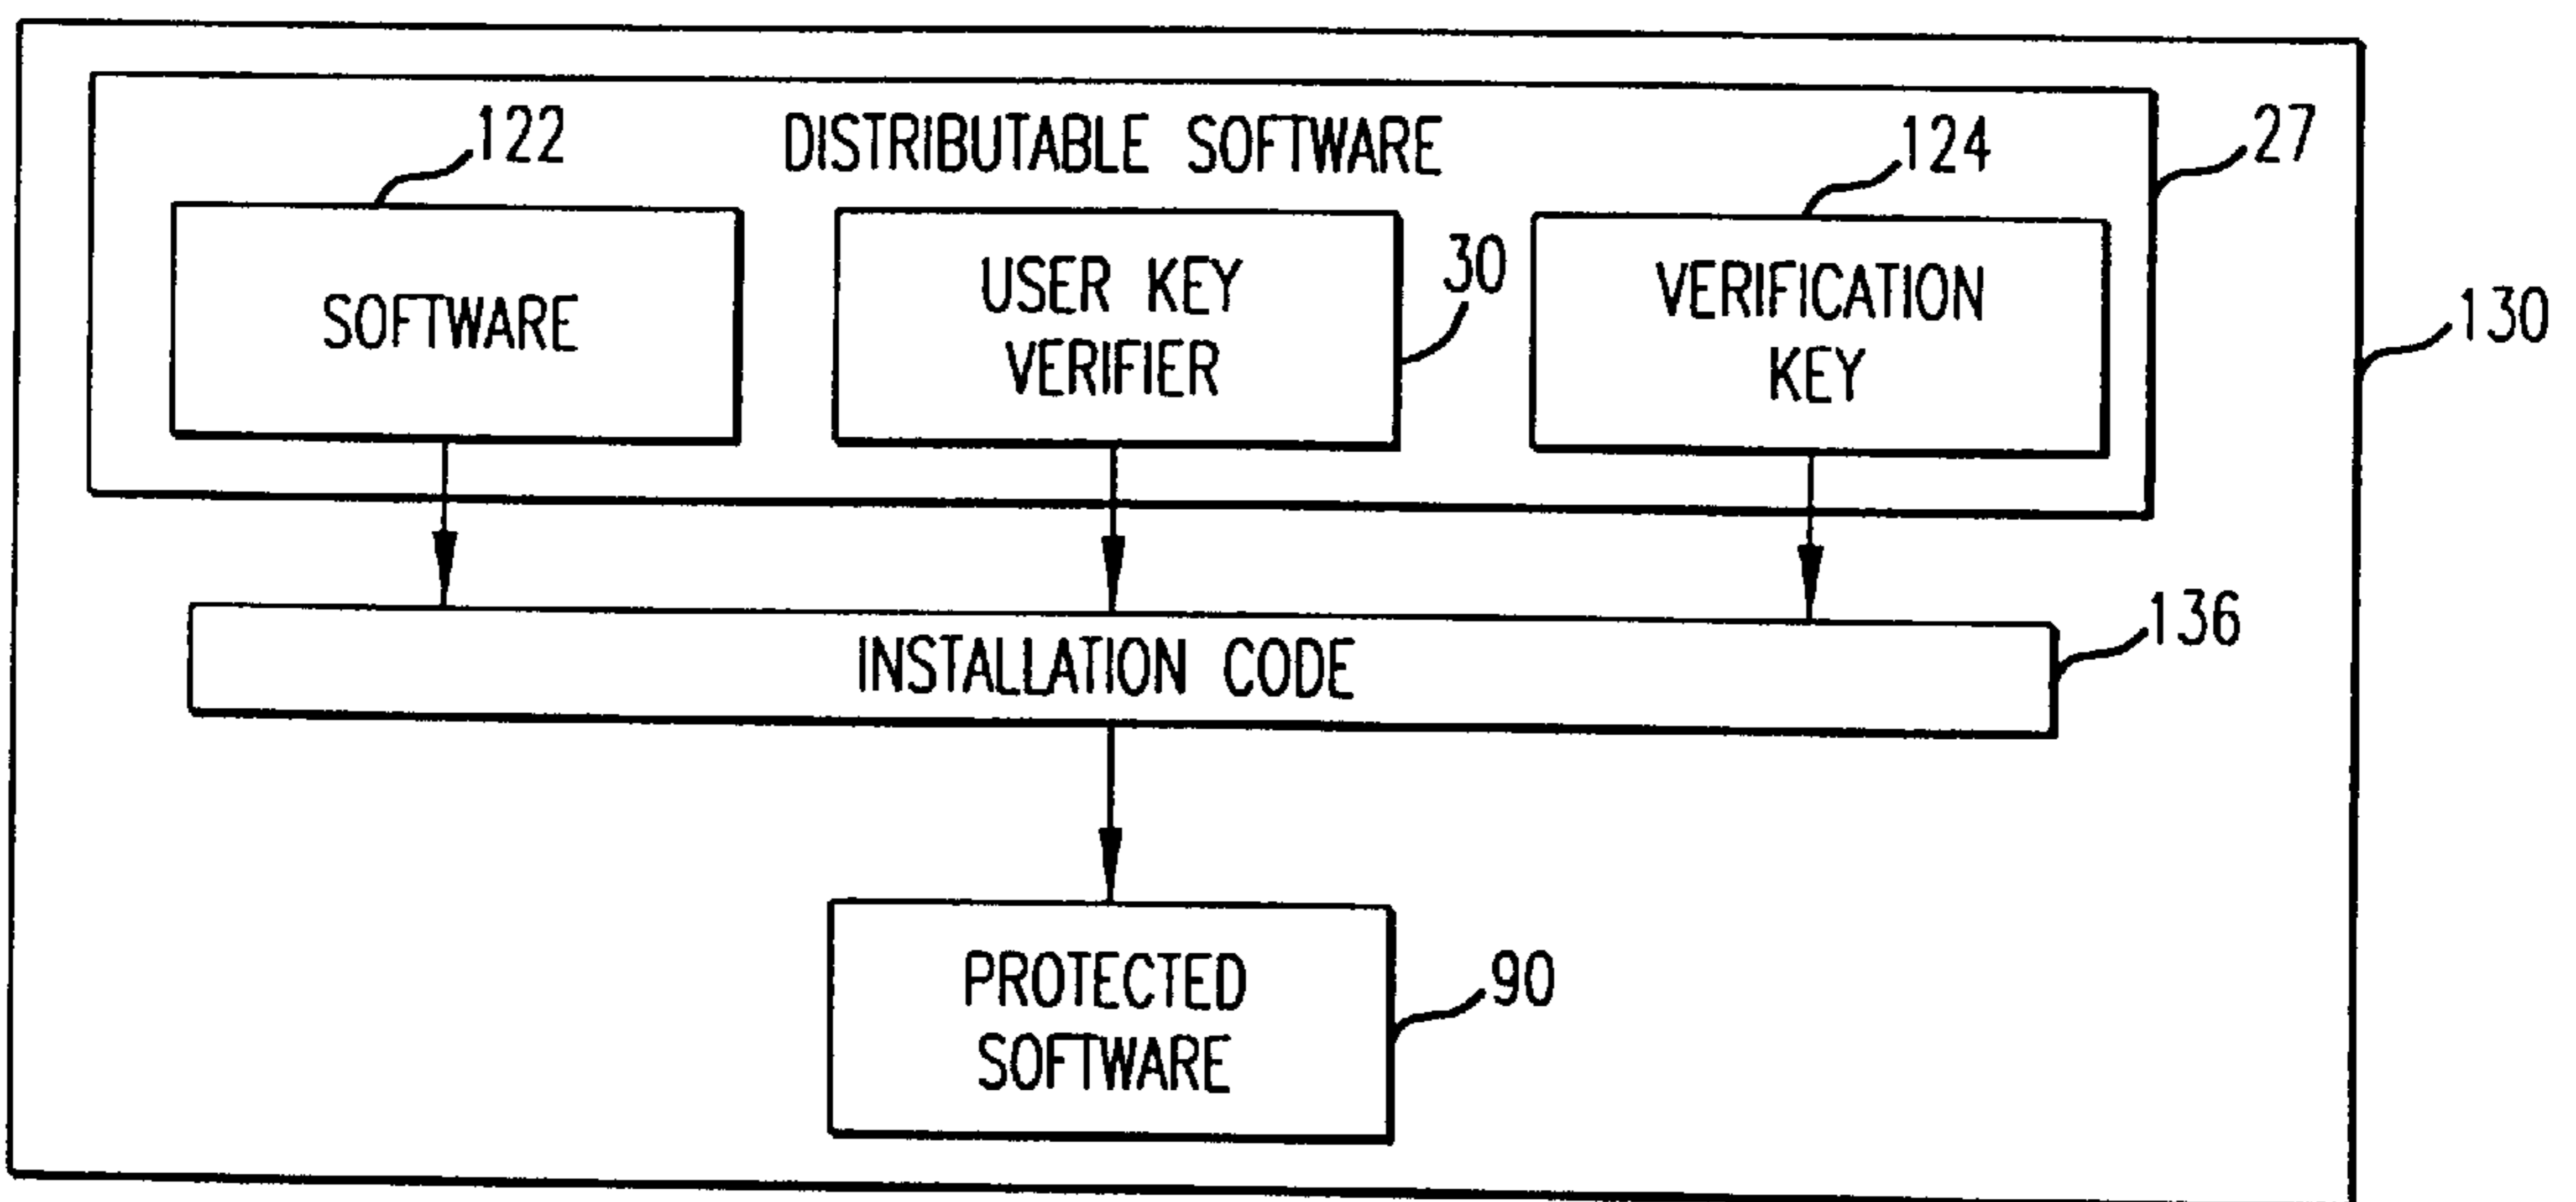 DISTRIBUTABLE SOFTWARE
122
124
27
SOFTWARE
USER KEY
VERIFIER
30
VERIFICATION
KEY
130
INSTALLATION CODE
136
PROTECTED
SOFTWARE
90